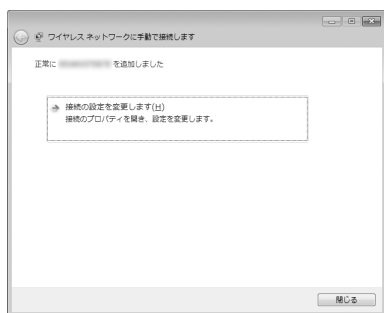 ワイヤレス ネットワークに手動で接続します
正常に を追加しました
接続の設定を変更します(H)
接続のプロパティを開き、設定を変更します。
閉じる